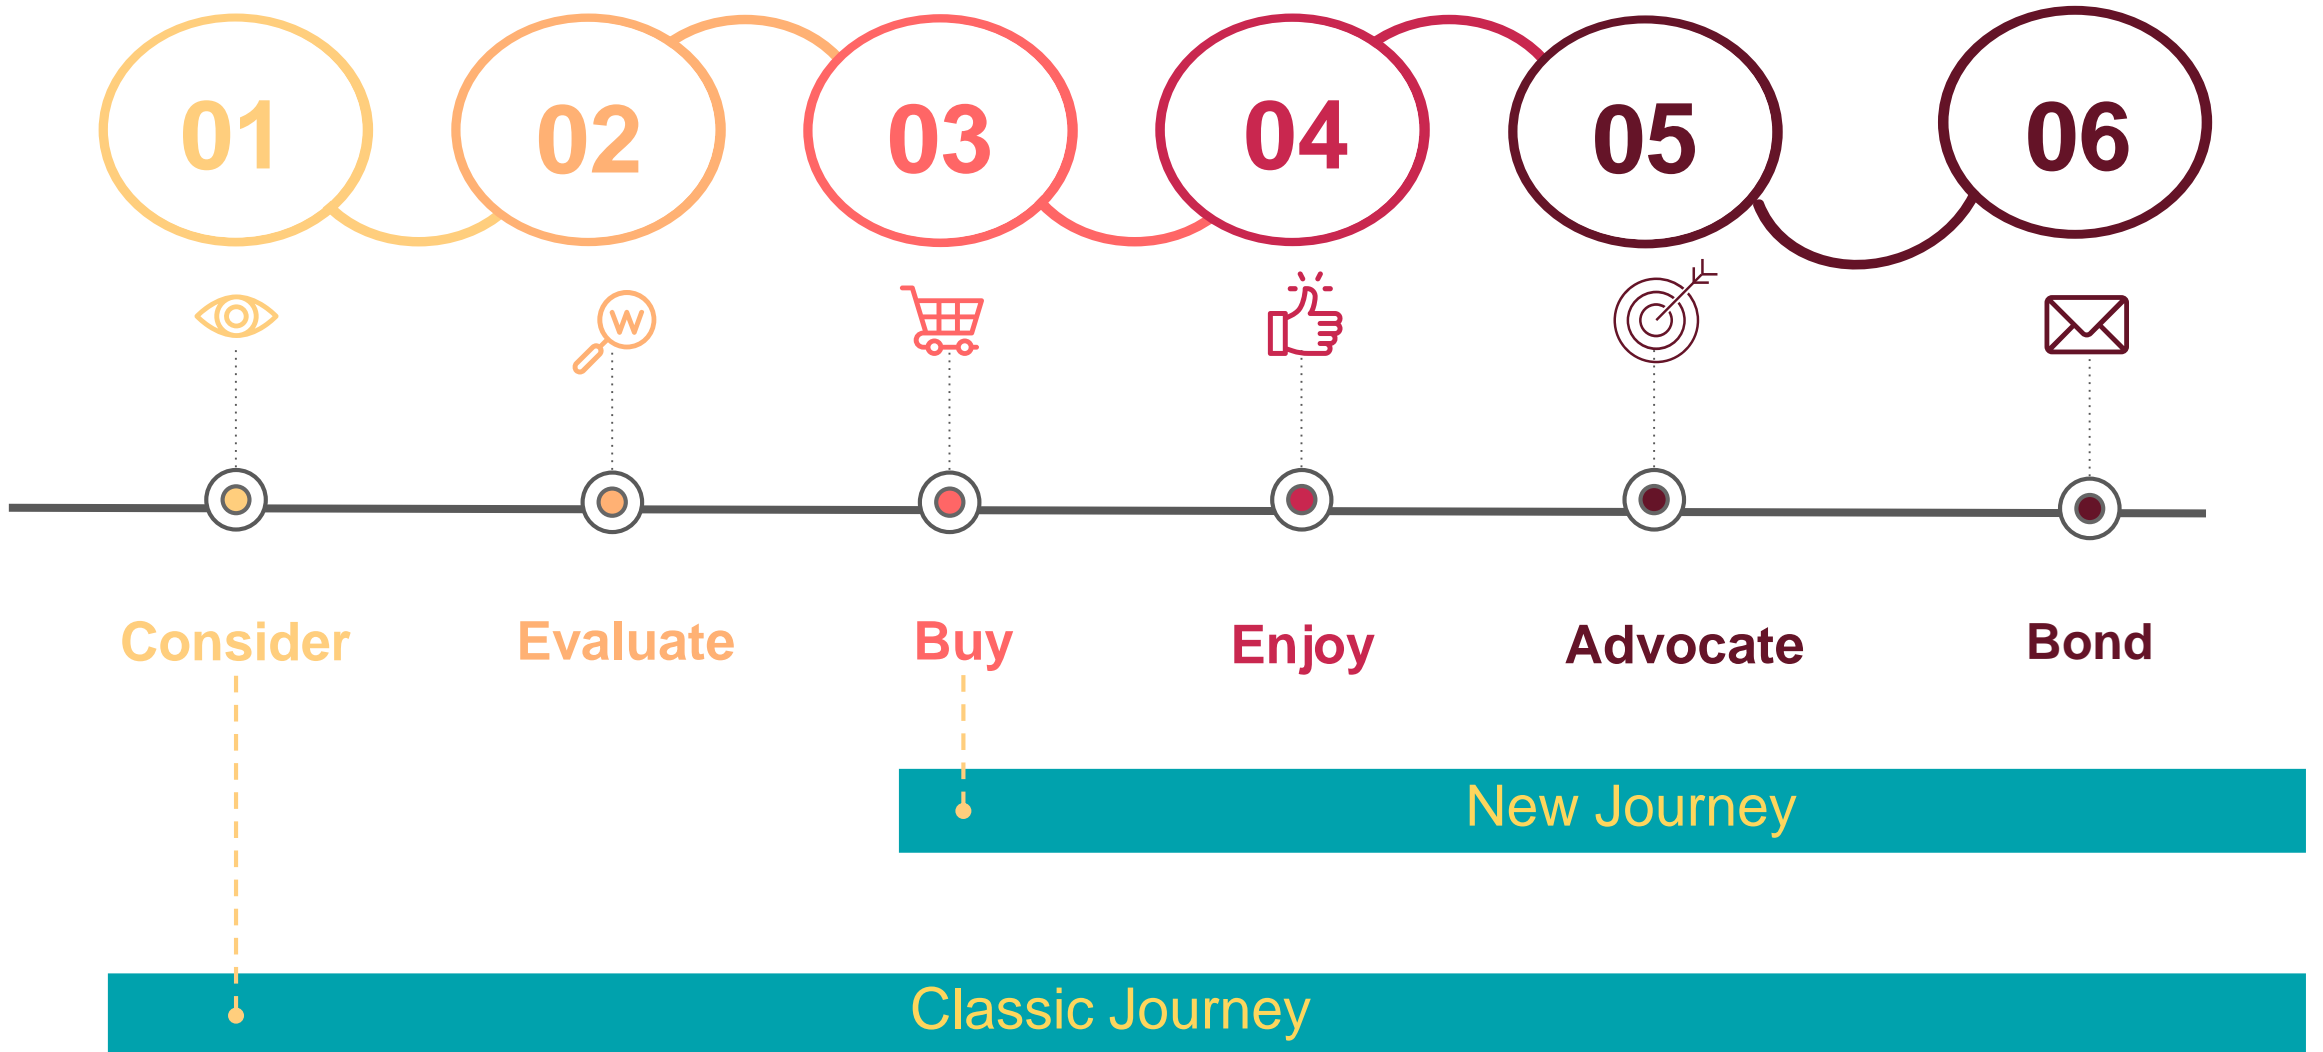 01
02
03
04
05
06
W
Consider
Evaluate
Buy
Enjoy
Advocate
Bond
New Journey
Classic Journey